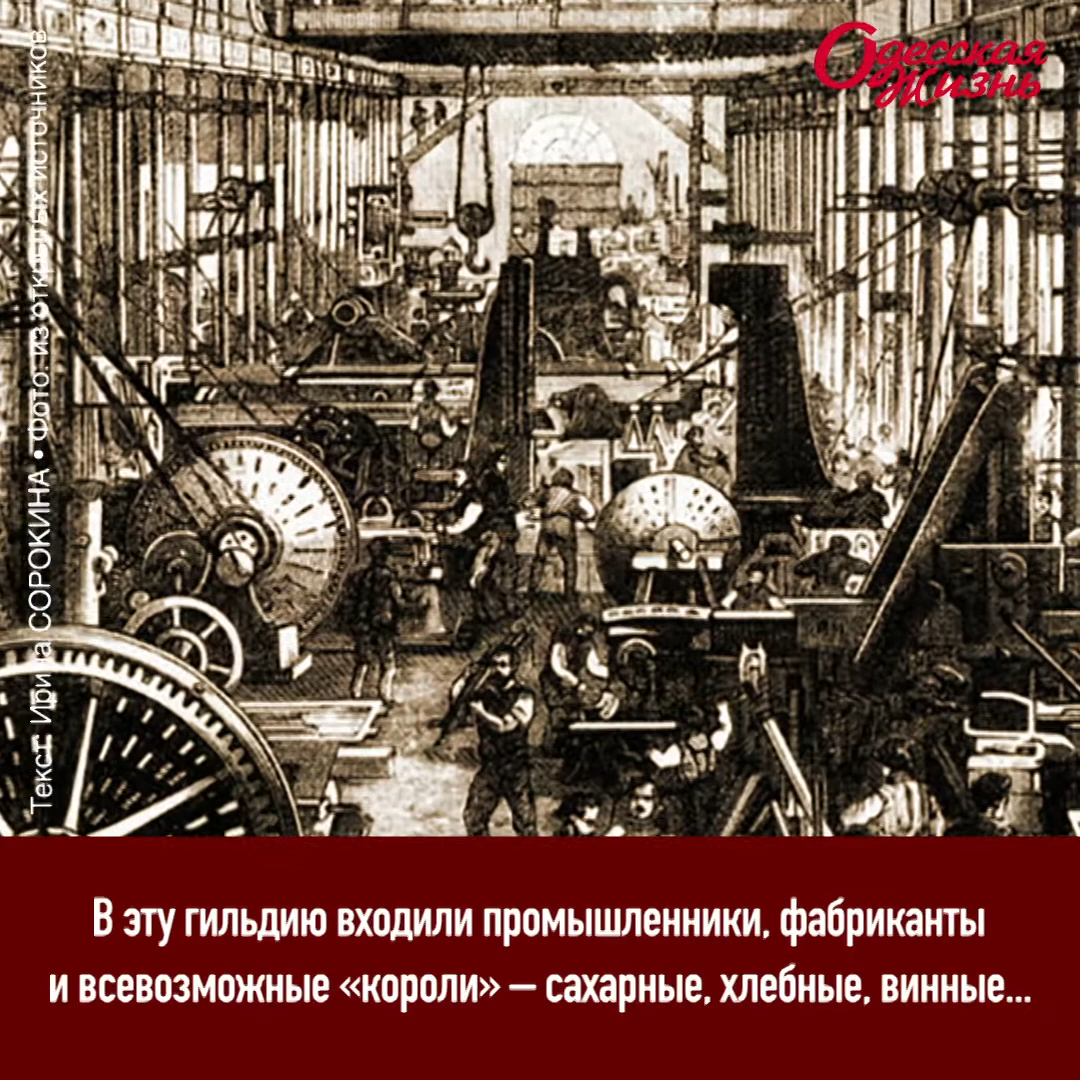 Одесская
Жизнь
Текст: Ирина СОРОКИНА • Фото: из открытых источников
В эту гильдию входили промышленники, фабриканты
и всевозможные «короли» – сахарные, хлебные, винные...